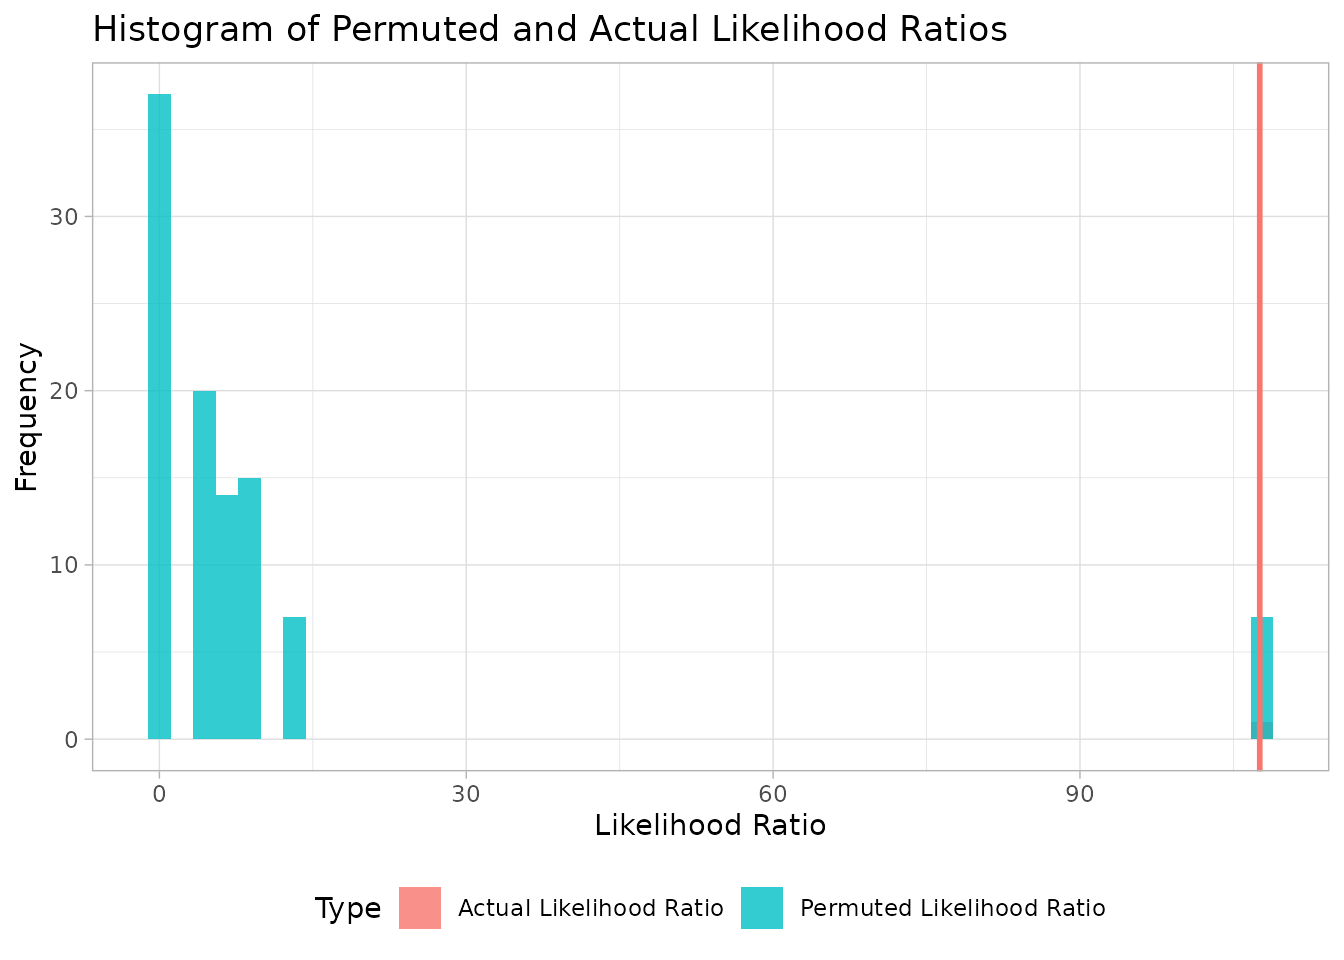 Histogram of Permuted and Actual Likelihood Ratios
Frequency
30
20
10
0
0 30 60 90
Likelihood Ratio
Type Actual Likelihood Ratio Permuted Likelihood Ratio